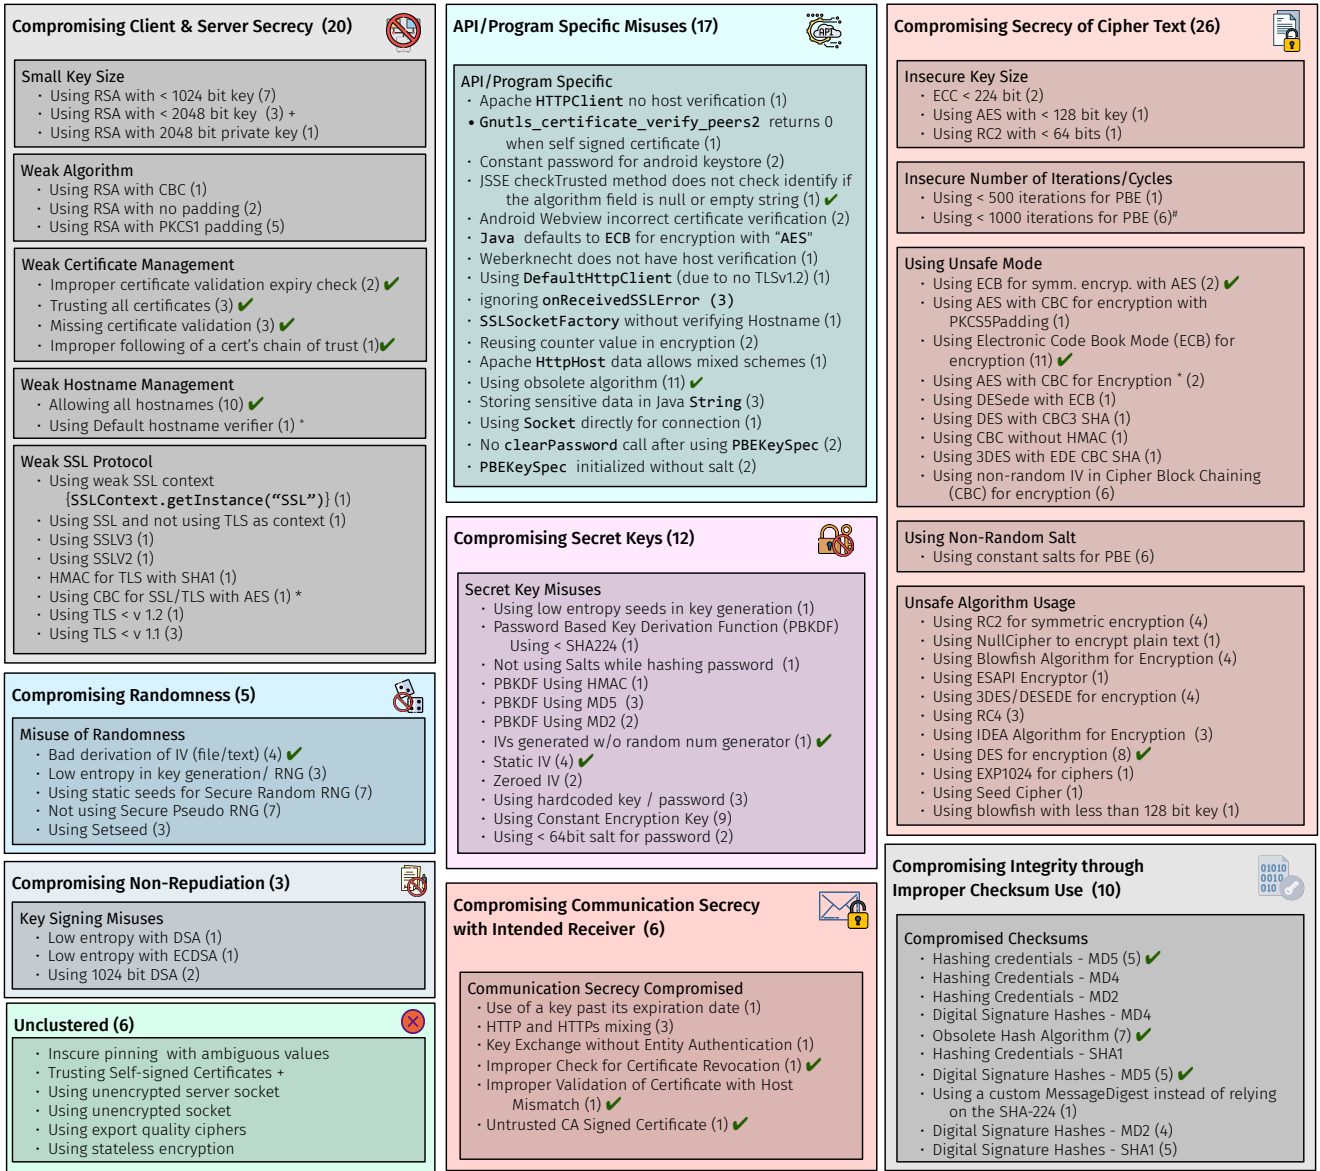 Compromising Client & Server Secrecy (20)
Small Key Size
· Using RSA with < 1024 bit key (7)
· Using RSA with < 2048 bit key (3) +
· Using RSA with 2048 bit private key (1)
Weak Algorithm
· Using RSA with CBC (1)
· Using RSA with no padding (2)
· Using RSA with PKCS1 padding (5)
Weak Certificate Management
· Improper certificate validation expiry check (2) ✔
· Trusting all certificates (3) ✔
· Missing certificate validation (3) ✔
· Improper following of a cert's chain of trust (1)✔
Weak Hostname Management
· Allowing all hostnames (10) ✔
· Using Default hostname verifier (1) +
Weak SSL Protocol
· Using weak SSL context
{SSLContext.getInstance(“SSL”)} (1)
· Using SSL and not using TLS as context (1)
· Using SSLV3 (1)
· Using SSLV2 (1)
· HMAC for TLS with SHA1 (1)
· Using CBC for SSL/TLS with AES (1) *
· Using TLS < v 1.2 (1)
· Using TLS < v 1.1 (3)
Compromising Randomness (5)
Misuse of Randomness
· Bad derivation of IV (file/text) (4) ✔
· Low entropy in key generation/ RNG (3)
· Using static seeds for Secure Random RNG (7)
· Not using Secure Pseudo RNG (7)
· Using Setseed (3)
Compromising Non-Repudiation (3)
Key Signing Misuses
· Low entropy with DSA (1)
· Low entropy with ECDSA (1)
· Using 1024 bit DSA (2)
Unclustered (6)
· Inscure pinning with ambiguous values
· Trusting Self-signed Certificates +
· Using unencrypted server socket
· Using unencrypted socket
· Using export quality ciphers
· Using stateless encryption
API/Program Specific Misuses (17)
API
API/Program Specific
· Apache HTTPClient no host verification (1)
• Gnutls_certificate_verify_peers2 returns 0
when self signed certificate (1)
· Constant password for android keystore (2)
· JSSE checkTrusted method does not check identify if
the algorithm field is null or empty string (1) ✔
· Android Webview incorrect certificate verification (2)
· Java defaults to ECB for encryption with “AES"
· Weberknecht does not have host verification (1)
· Using DefaultHttpClient (due to no TLSv1.2) (1)
· ignoring onReceivedSSLError (3)
· SSLSocketFactory without verifying Hostname (1)
· Reusing counter value in encryption (2)
· Apache HttpHost data allows mixed schemes (1)
· Using obsolete algorithm (11) ✔
· Storing sensitive data in Java String (3)
· Using Socket directly for connection (1)
· No clearPassword call after using PBEKeySpec (2)
· PBEKeySpec initialized without salt (2)
Compromising Secret Keys (12)
Secret Key Misuses
· Using low entropy seeds in key generation (1)
· Password Based Key Derivation Function (PBKDF)
Using < SHA224 (1)
· Not using Salts while hashing password (1)
· PBKDF Using HMAC (1)
· PBKDF Using MD5 (3)
· PBKDF Using MD2 (2)
· IVs generated w/o random num generator (1) ✔
· Static IV (4) ✔
· Zeroed IV (2)
· Using hardcoded key / password (3)
· Using Constant Encryption Key (9)
· Using < 64bit salt for password (2)
Compromising Communication Secrecy
with Intended Receiver (6)
Communication Secrecy Compromised
· Use of a key past its expiration date (1)
· HTTP and HTTPs mixing (3)
· Key Exchange without Entity Authentication (1)
· Improper Check for Certificate Revocation (1) ✔
· Improper Validation of Certificate with Host
Mismatch (1) ✔
· Untrusted CA Signed Certificate (1) ✔
Compromising Secrecy of Cipher Text (26)
Insecure Key Size
· ECC < 224 bit (2)
· Using AES with < 128 bit key (1)
· Using RC2 with < 64 bits (1)
Insecure Number of Iterations/Cycles
· Using < 500 iterations for PBE (1)
· Using < 1000 iterations for PBE (6)#
Using Unsafe Mode
· Using ECB for symm. encryp. with AES (2) ✔
· Using AES with CBC for encryption with
PKCS5Padding (1)
· Using Electronic Code Book Mode (ECB) for
encryption (11) ✔
· Using AES with CBC for Encryption * (2)
· Using DESede with ECB (1)
· Using DES with CBC3 SHA (1)
· Using CBC without HMAC (1)
· Using 3DES with EDE CBC SHA (1)
· Using non-random IV in Cipher Block Chaining
(CBC) for encryption (6)
Using Non-Random Salt
· Using constant salts for PBE (6)
Unsafe Algorithm Usage
· Using RC2 for symmetric encryption (4)
· Using NullCipher to encrypt plain text (1)
· Using Blowfish Algorithm for Encryption (4)
· Using ESAPI Encryptor (1)
· Using 3DES/DESEDE for encryption (4)
· Using RC4 (3)
· Using IDEA Algorithm for Encryption (3)
· Using DES for encryption (8) ✔
· Using EXP1024 for ciphers (1)
· Using Seed Cipher (1)
· Using blowfish with less than 128 bit key (1)
Compromising Integrity through
Improper Checksum Use (10)
01010
0010
010
Compromised Checksums
· Hashing credentials - MD5 (5) ✔
· Hashing Credentials - MD4
· Hashing Credentials - MD2
· Digital Signature Hashes - MD4
· Obsolete Hash Algorithm (7) ✔
· Hashing Credentials - SHA1
· Digital Signature Hashes - MD5 (5) ✔
· Using a custom MessageDigest instead of relying
on the SHA-224 (1)
· Digital Signature Hashes - MD2 (4)
· Digital Signature Hashes - SHA1 (5)